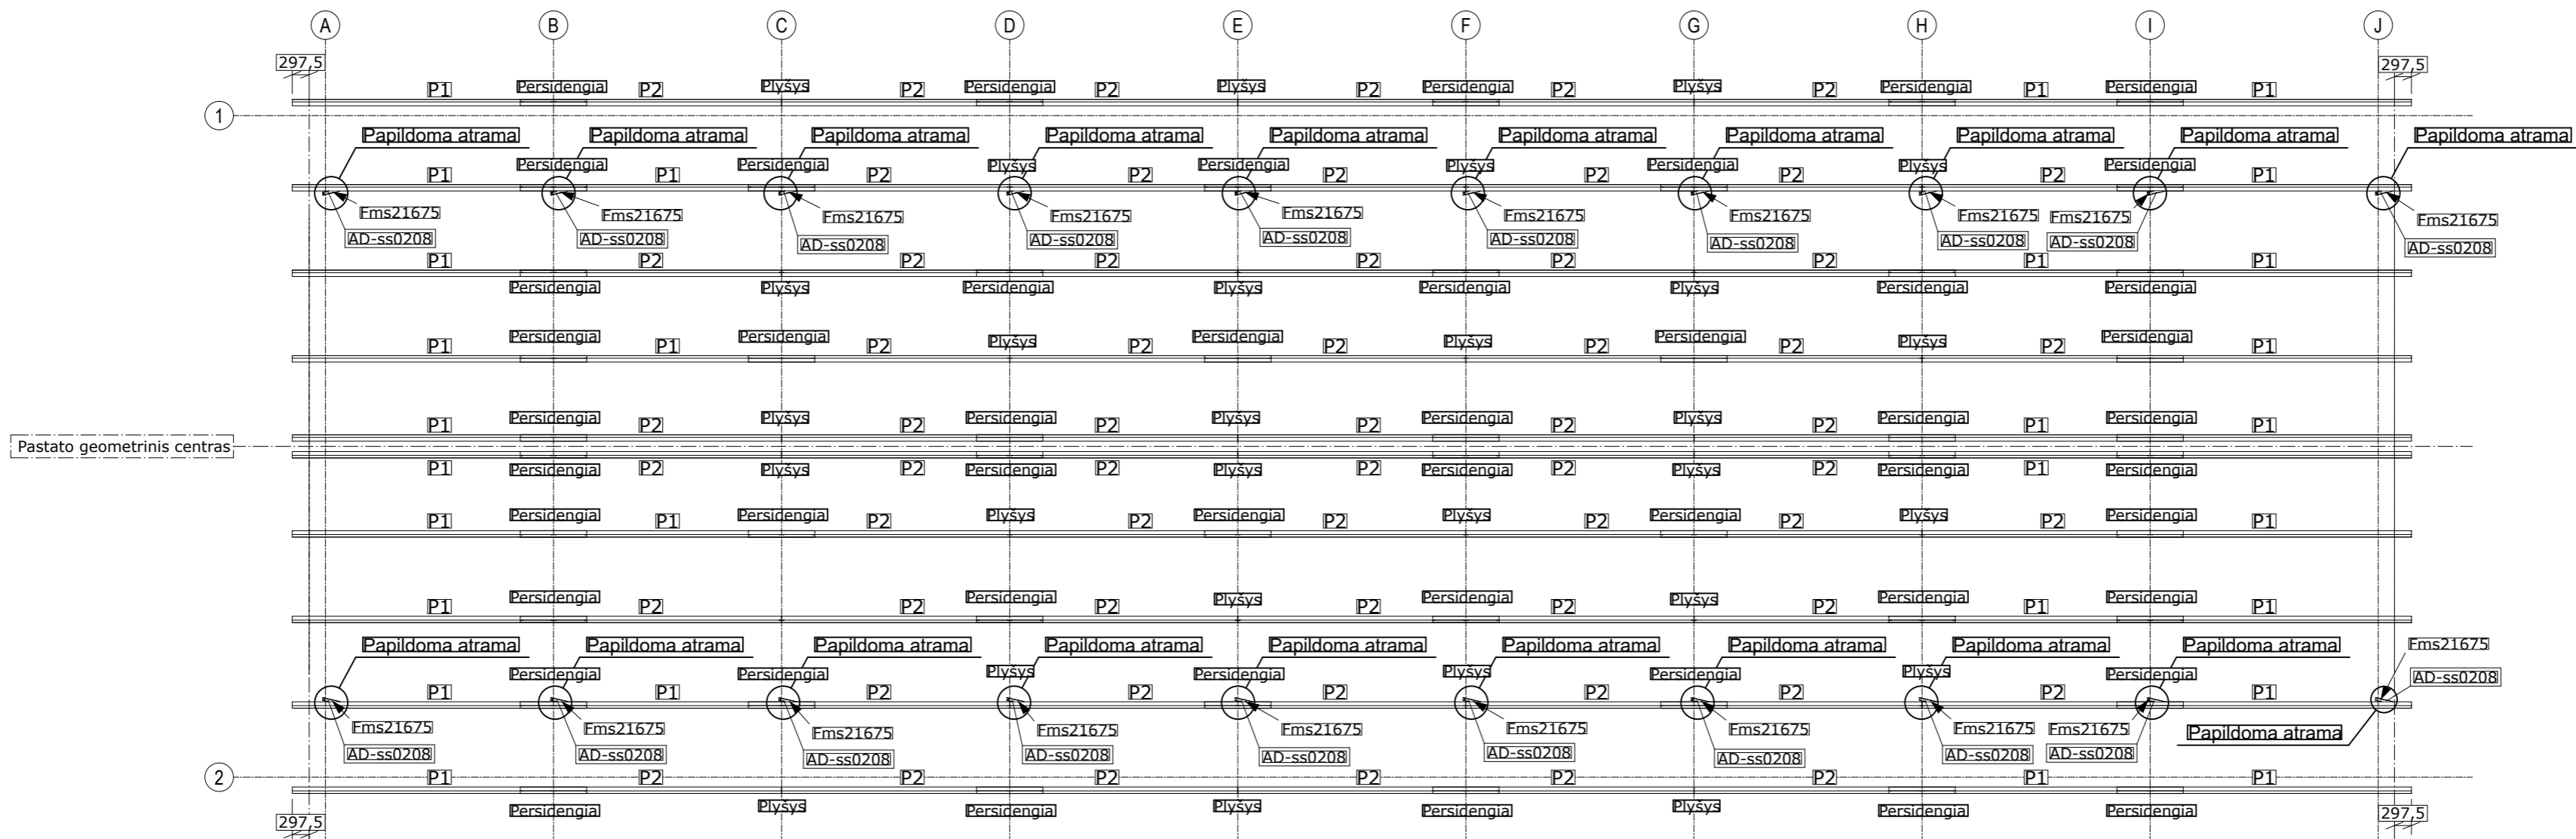 A B C D E F G H I J
297,5 297,5
Persidengia Plyšys Persidengia Plyšys Persidengia Plyšys Persidengia Persidengia
P1 P2 P2 P2 P2 P2 P2 P1 P1
1
Papildoma atrama Papildoma atrama Papildoma atrama Papildoma atrama Papildoma atrama Papildoma atrama Papildoma atrama Papildoma atrama Papildoma atrama Papildoma atrama
Persidengia Persidengia Plyšys Persidengia Plyšys Persidengia Plyšys Persidengia
P1 P1 P2 P2 P2 P2 P2 P2 P1
Fms21675 Fms21675 Fms21675 Fms21675 Fms21675 Fms21675 Fms21675 Fms21675 Fms21675 Fms21675
AD-ss0208 AD-ss0208 AD-ss0208 AD-ss0208 AD-ss0208 AD-ss0208 AD-ss0208 AD-ss0208 AD-ss0208 AD-ss0208
P1 P2 P2 P2 P2 P2 P2 P1 P1
Persidengia Plyšys Persidengia Plyšys Persidengia Plyšys Persidengia Persidengia
Persidengia Persidengia Plyšys Persidengia Plyšys Persidengia Plyšys Persidengia
P1 P1 P2 P2 P2 P2 P2 P2 P1
Persidengia Plyšys Persidengia Plyšys Persidengia Plyšys Persidengia Persidengia
P1 P2 P2 P2 P2 P2 P2 P1 P1
Pastato geometrinis centras
P1 P2 P2 P2 P2 P2 P2 P1 P1
Persidengia Plyšys Persidengia Plyšys Persidengia Plyšys Persidengia Persidengia
Persidengia Persidengia Plyšys Persidengia Plyšys Persidengia Plyšys Persidengia
P1 P1 P2 P2 P2 P2 P2 P2 P1
Persidengia Persidengia Plyšys Persidengia Plyšys Persidengia Persidengia
P1 P2 P2 P2 P2 P2 P2 P1 P1
Papildoma atrama Papildoma atrama Papildoma atrama Papildoma atrama Papildoma atrama Papildoma atrama Papildoma atrama Papildoma atrama Papildoma atrama Fms21675
Persidengia Persidengia Plyšys Persidengia Plyšys Persidengia Plyšys Persidengia AD-ss0208
P1 P1 P2 P2 P2 P2 P2 P2 P1
Fms21675 Fms21675 Fms21675 Fms21675 Fms21675 Fms21675 Fms21675 Fms21675 Fms21675 Papildoma atrama
AD-ss0208 AD-ss0208 AD-ss0208 AD-ss0208 AD-ss0208 AD-ss0208 AD-ss0208 AD-ss0208 AD-ss0208
2
P1 P2 P2 P2 P2 P2 P2 P1 P1
Persidengia Plyšys Persidengia Plyšys Persidengia Plyšys Persidengia Persidengia
297,5 297,5